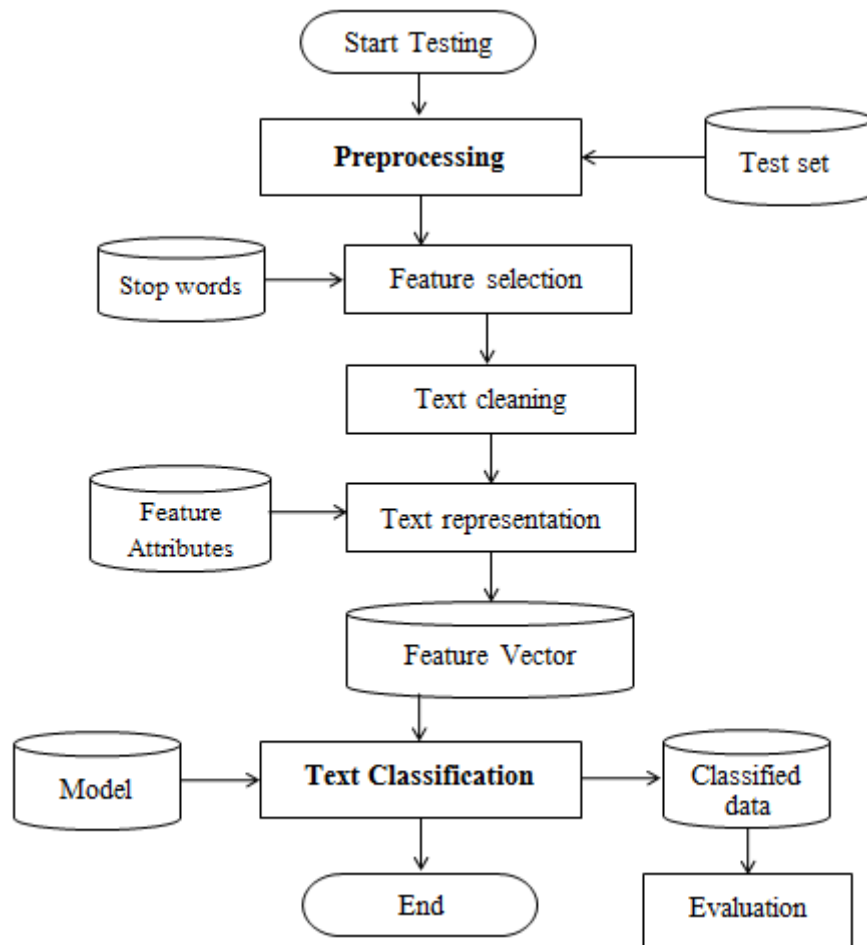 Start Testing
Preprocessing
Test set
Stop words
Feature selection
Text cleaning
Feature
Attributes
Text representation
Feature Vector
Model
Text Classification
Classified
data
End
Evaluation